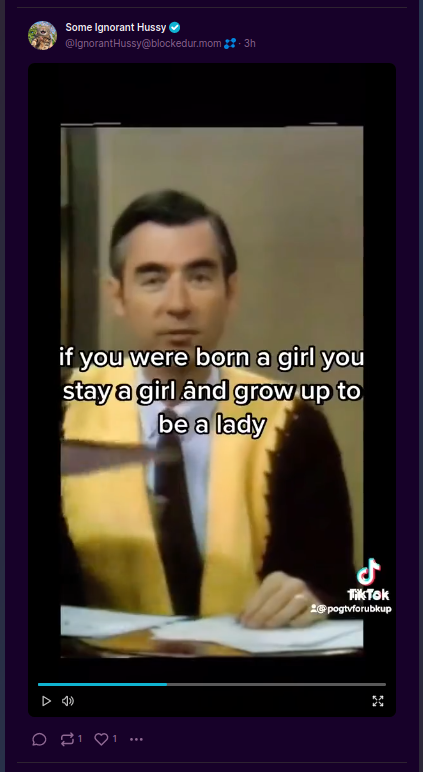 Some Ignorant Hussy
@IgnorantHussy@blockedur.mom · 3h
if you were born a girl you
stay a girl and grow up to
be a lady
TikTok
@pogtvforubkup
1
1